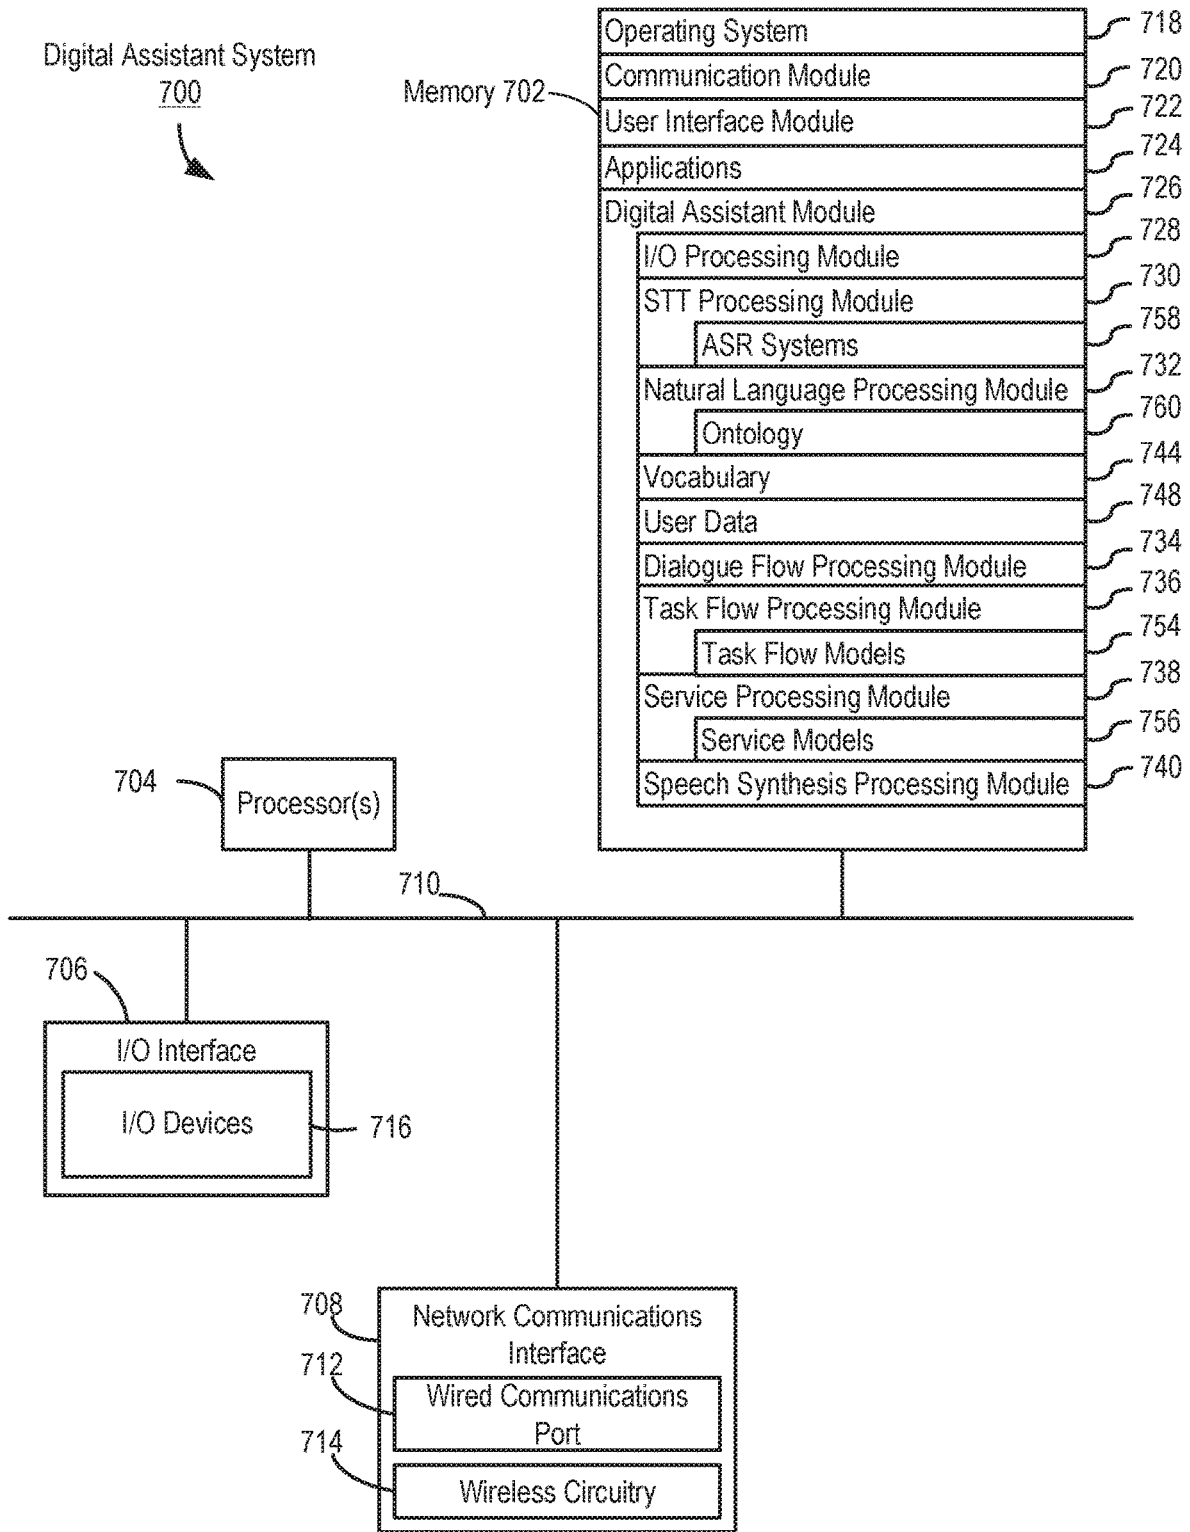 Digital Assistant System
700
Memory 702
Operating System
718
Communication Module
720
User Interface Module
722
Applications
724
Digital Assistant Module
726
I/O Processing Module
728
STT Processing Module
730
ASR Systems
758
Natural Language Processing Module
732
Ontology
760
Vocabulary
744
User Data
748
Dialogue Flow Processing Module
734
Task Flow Processing Module
736
Task Flow Models
754
Service Processing Module
738
Service Models
756
Speech Synthesis Processing Module
740
704
Processor(s)
710
706
I/O Interface
I/O Devices
716
708
Network Communications
Interface
712
Wired Communications
Port
714
Wireless Circuitry